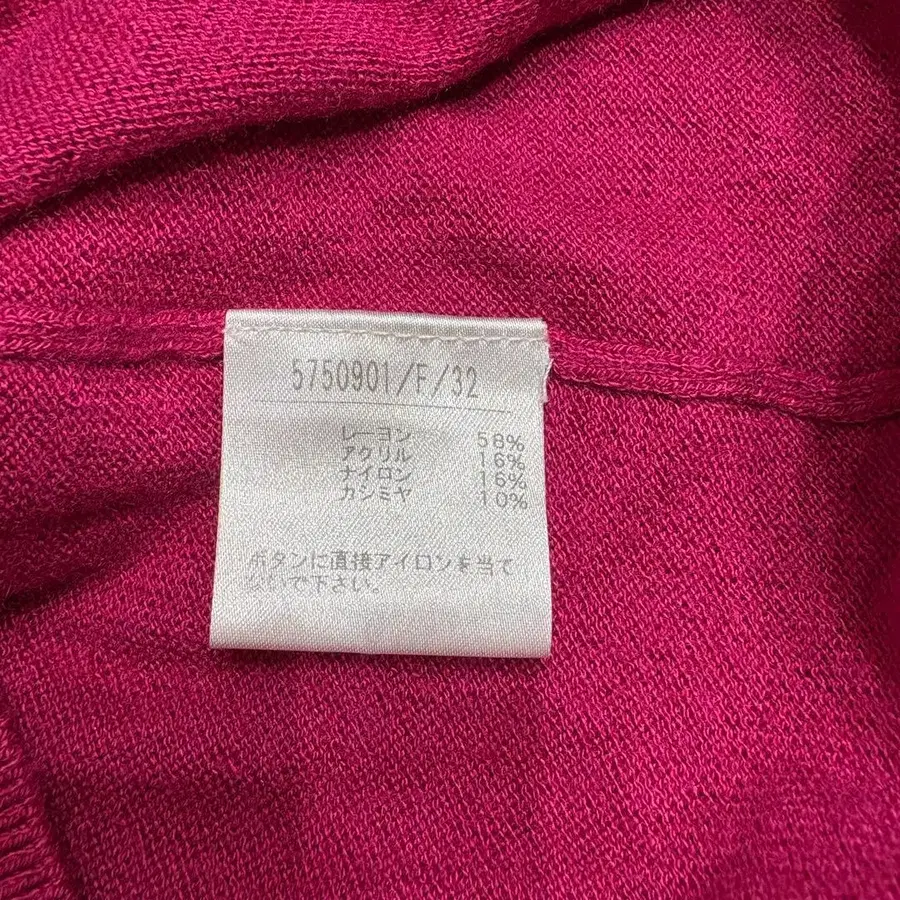 5750901/F/32
レーヨン 58%
アクリル 16%
ナイロン 16%
カシミヤ 10%
ボタンに直接アイロンを当て
ないで下さい。